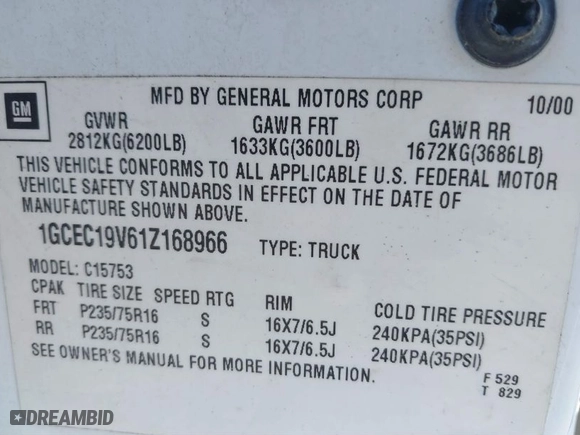 GM
MFD BY GENERAL MOTORS CORP 10/00
GVWR GAWR FRT GAWR RR
2812KG(6200LB) 1633KG(3600LB) 1672KG(3686LB)
THIS VEHICLE CONFORMS TO ALL APPLICABLE U.S. FEDERAL MOTOR
VEHICLE SAFETY STANDARDS IN EFFECT ON THE DATE OF
MANUFACTURE SHOWN ABOVE.
1GCEC19V61Z168966 TYPE: TRUCK
MODEL: C15753
CPAK TIRE SIZE SPEED RTG RIM COLD TIRE PRESSURE
FRT P235/75R16 S 16X7/6.5J 240KPA(35PSI)
RR P235/75R16 S 16X7/6.5J 240KPA(35PSI)
SEE OWNER'S MANUAL FOR MORE INFORMATION.
F 529
T 829
DREAMBID